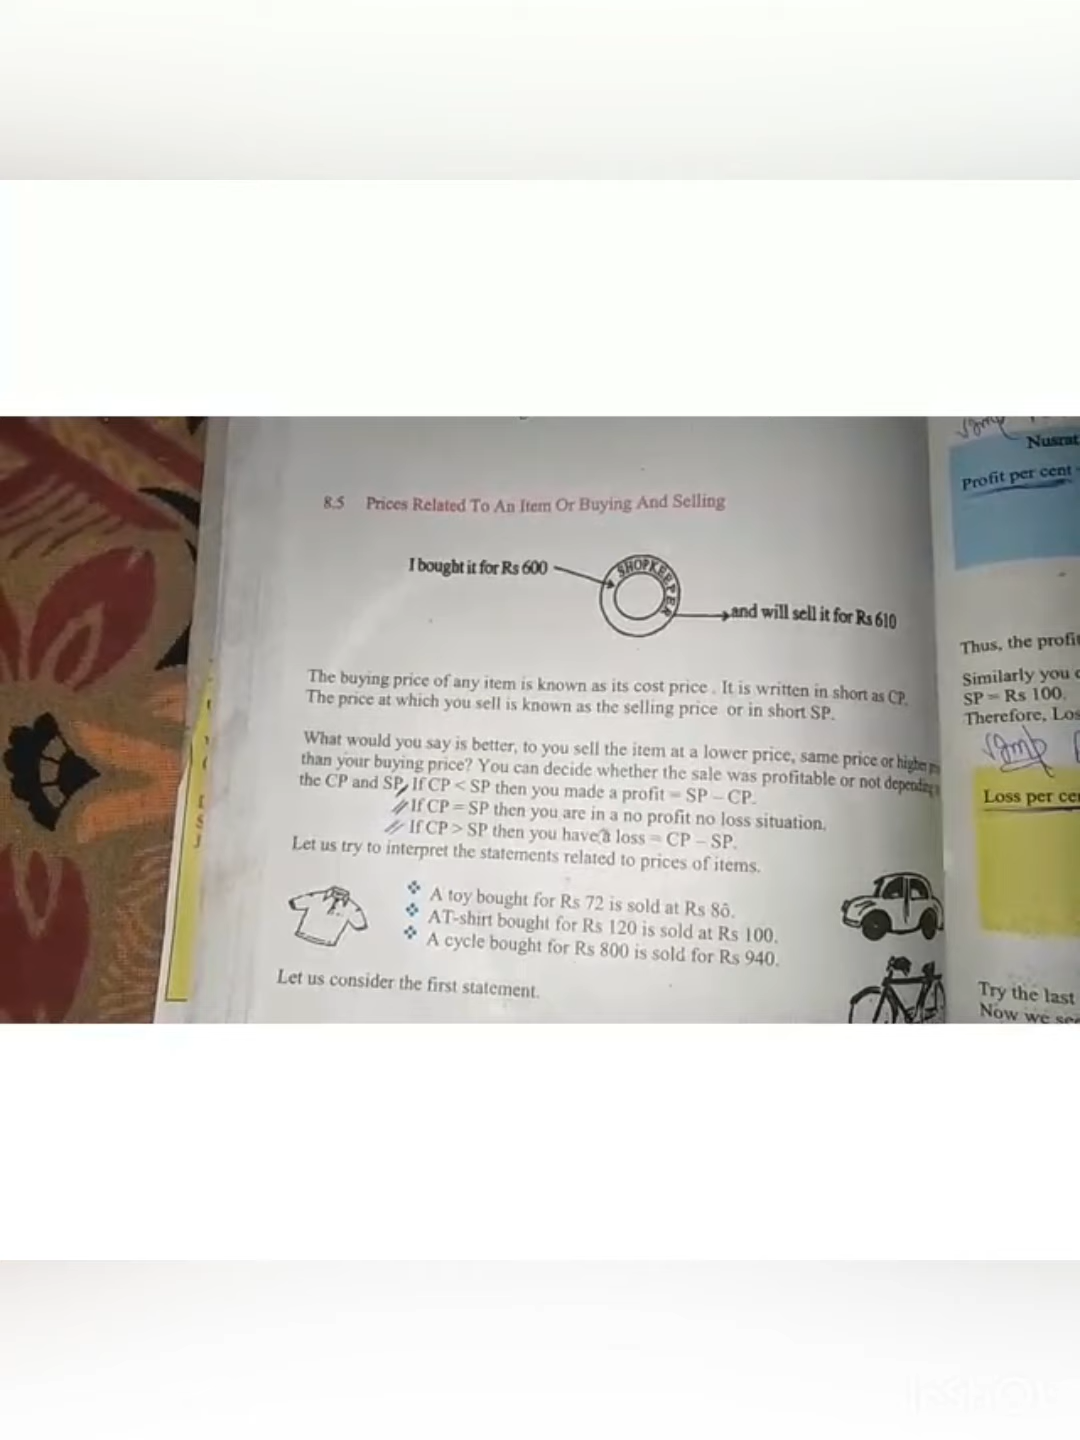 8.5 Prices Related To An Item Or Buying And Selling
I bought it for Rs 600
SHOPKEEPER
and will sell it for Rs 610
The buying price of any item is known as its cost price . It is written in short as CP.
The price at which you sell is known as the selling price or in short SP.
What would you say is better, to you sell the item at a lower price, same price or higher
than your buying price? You can decide whether the sale was profitable or not depending
the CP and SP. If CP < SP then you made a profit = SP – CP.
If CP = SP then you are in a no profit no loss situation.
If CP > SP then you have a loss = CP – SP.
Let us try to interpret the statements related to prices of items.
A toy bought for Rs 72 is sold at Rs 80.
AT-shirt bought for Rs 120 is sold at Rs 100.
A cycle bought for Rs 800 is sold for Rs 940.
Let us consider the first statement.
Nusrat
Profit per cent
Thus, the profit
Similarly you
SP = Rs 100.
Therefore, Los
Imp
Loss per cen
Try the last
Now we see